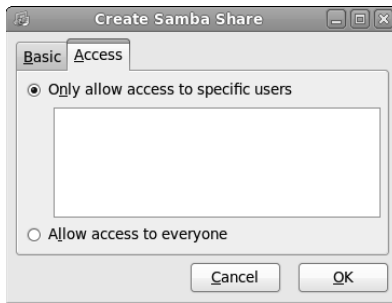 Create Samba Share
Basic Access
Only allow access to specific users
Allow access to everyone
Cancel OK